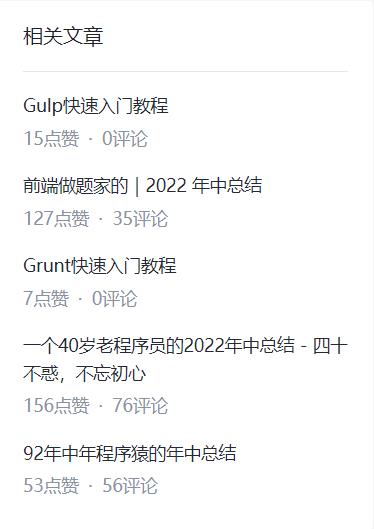 相关文章
Gulp快速入门教程
15点赞 · 0评论
前端做题家的 | 2022 年中总结
127点赞 · 35评论
Grunt快速入门教程
7点赞 · 0评论
一个40岁老程序员的2022年中总结 - 四十
不惑，不忘初心
156点赞 · 76评论
92年中年程序猿的年中总结
53点赞 · 56评论